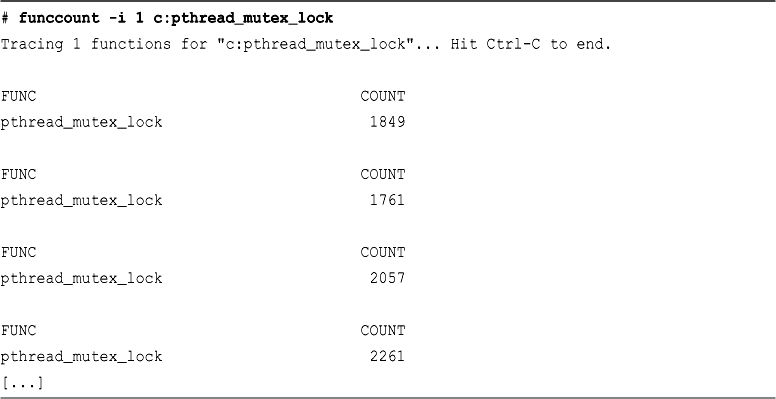 # funccount -i 1 c:pthread_mutex_lock
Tracing 1 functions for "c:pthread_mutex_lock"... Hit Ctrl-C to end.
FUNC COUNT
pthread_mutex_lock 1849
FUNC COUNT
pthread_mutex_lock 1761
FUNC COUNT
pthread_mutex_lock 2057
FUNC COUNT
pthread_mutex_lock 2261
[...]